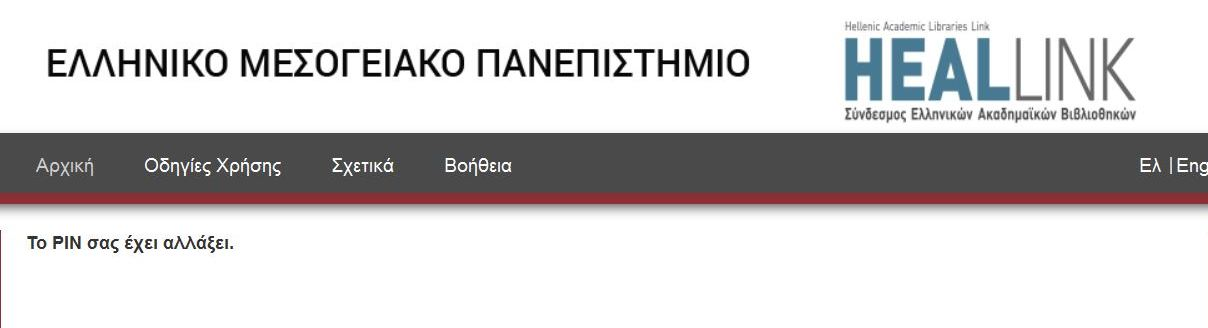 Hellenic Academic Libraries Link
ΕΛΛΗΝΙΚΟ ΜΕΣΟΓΕΙΑΚΟ ΠΑΝΕΠΙΣΤΗΜΙΟ
HEALLINK
Σύνδεσμος Ελληνικών Ακαδημαϊκών Βιβλιοθηκών
Αρχική Οδηγίες Χρήσης Σχετικά Βοήθεια Ελ | Eng
Το PIN σας έχει αλλάξει.